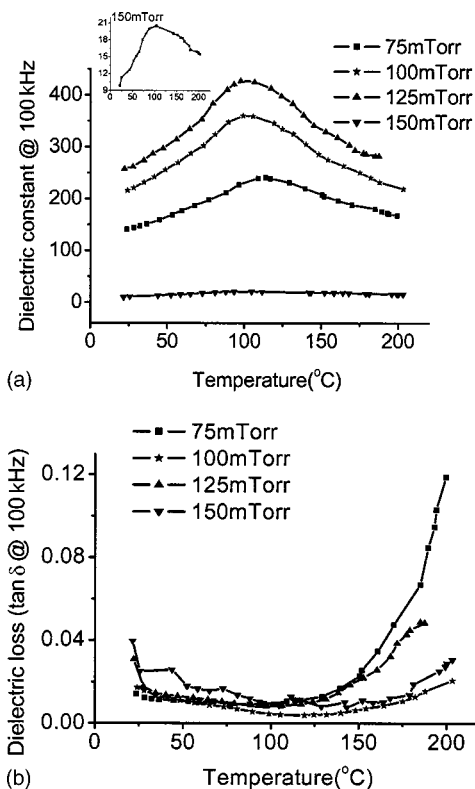 150mTorr
21
18
15
12
9
0 50 100 150 200
75mTorr
100mTorr
125mTorr
150mTorr
400
300
200
100
0
0 50 100 150 200
Dielectric constant @ 100 kHz
Temperature(°C)
(a)
75mTorr
100mTorr
125mTorr
150mTorr
0.12
0.08
0.04
0.00
0 50 100 150 200
Dielectric loss (tan δ @ 100 kHz)
Temperature(°C)
(b)